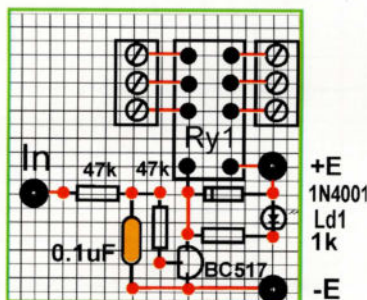 Ry1
In
47k 47k
+E
1N4001
Ld1
1k
0.1uF
BC517
-E